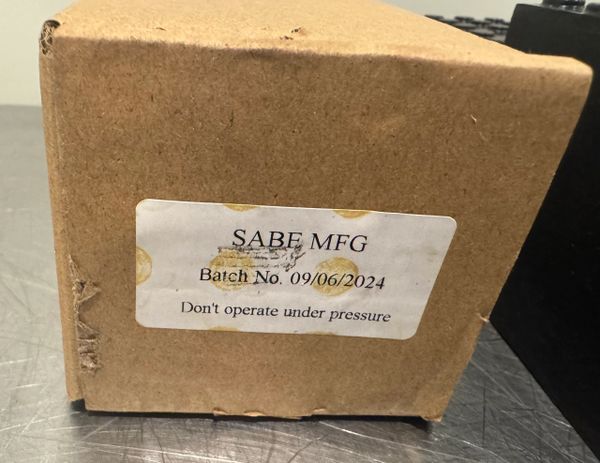 SABE MFG
Batch No. 09/06/2024
Don't operate under pressure